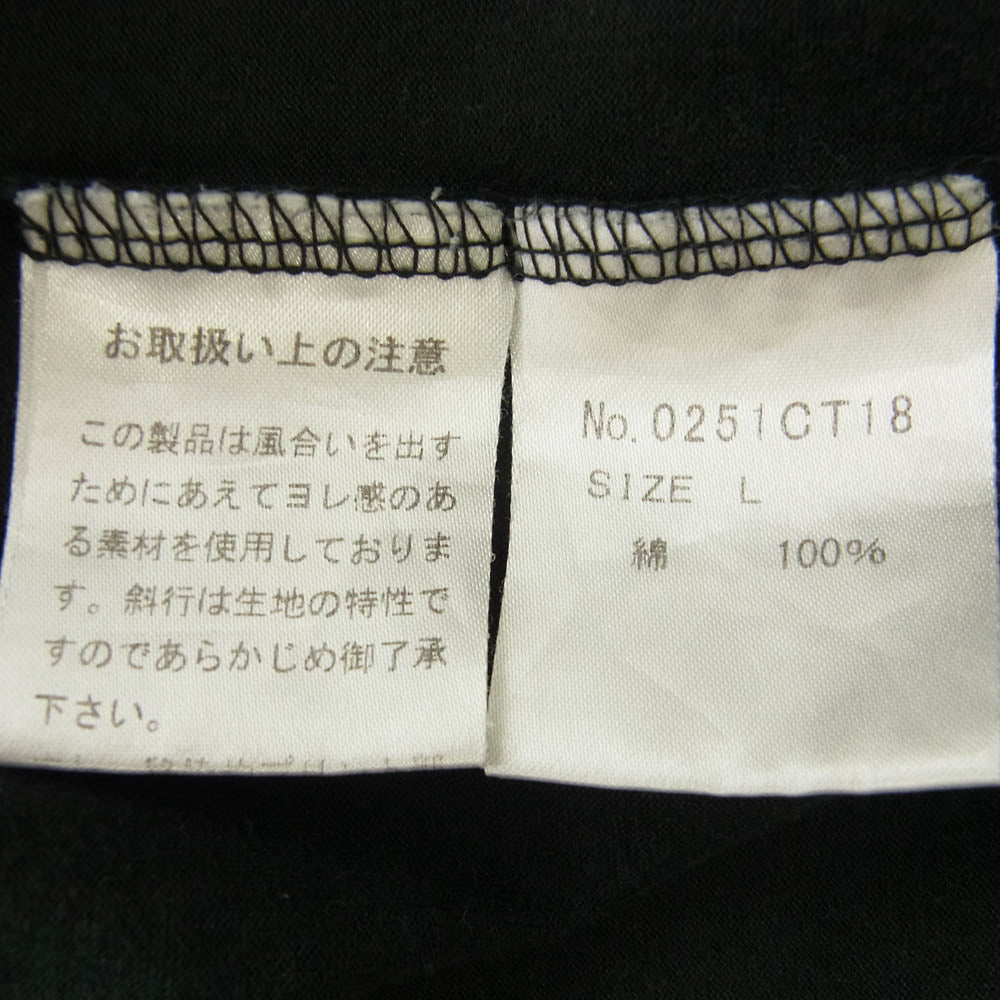 お取扱い上の注意
この製品は風合いを出す
ためにあえてヨレ感のあ
る素材を使用しておりま
す。斜行は生地の特性で
すのであらかじめ御了承
下さい。
No.0251CT18
SIZE L
綿 100%